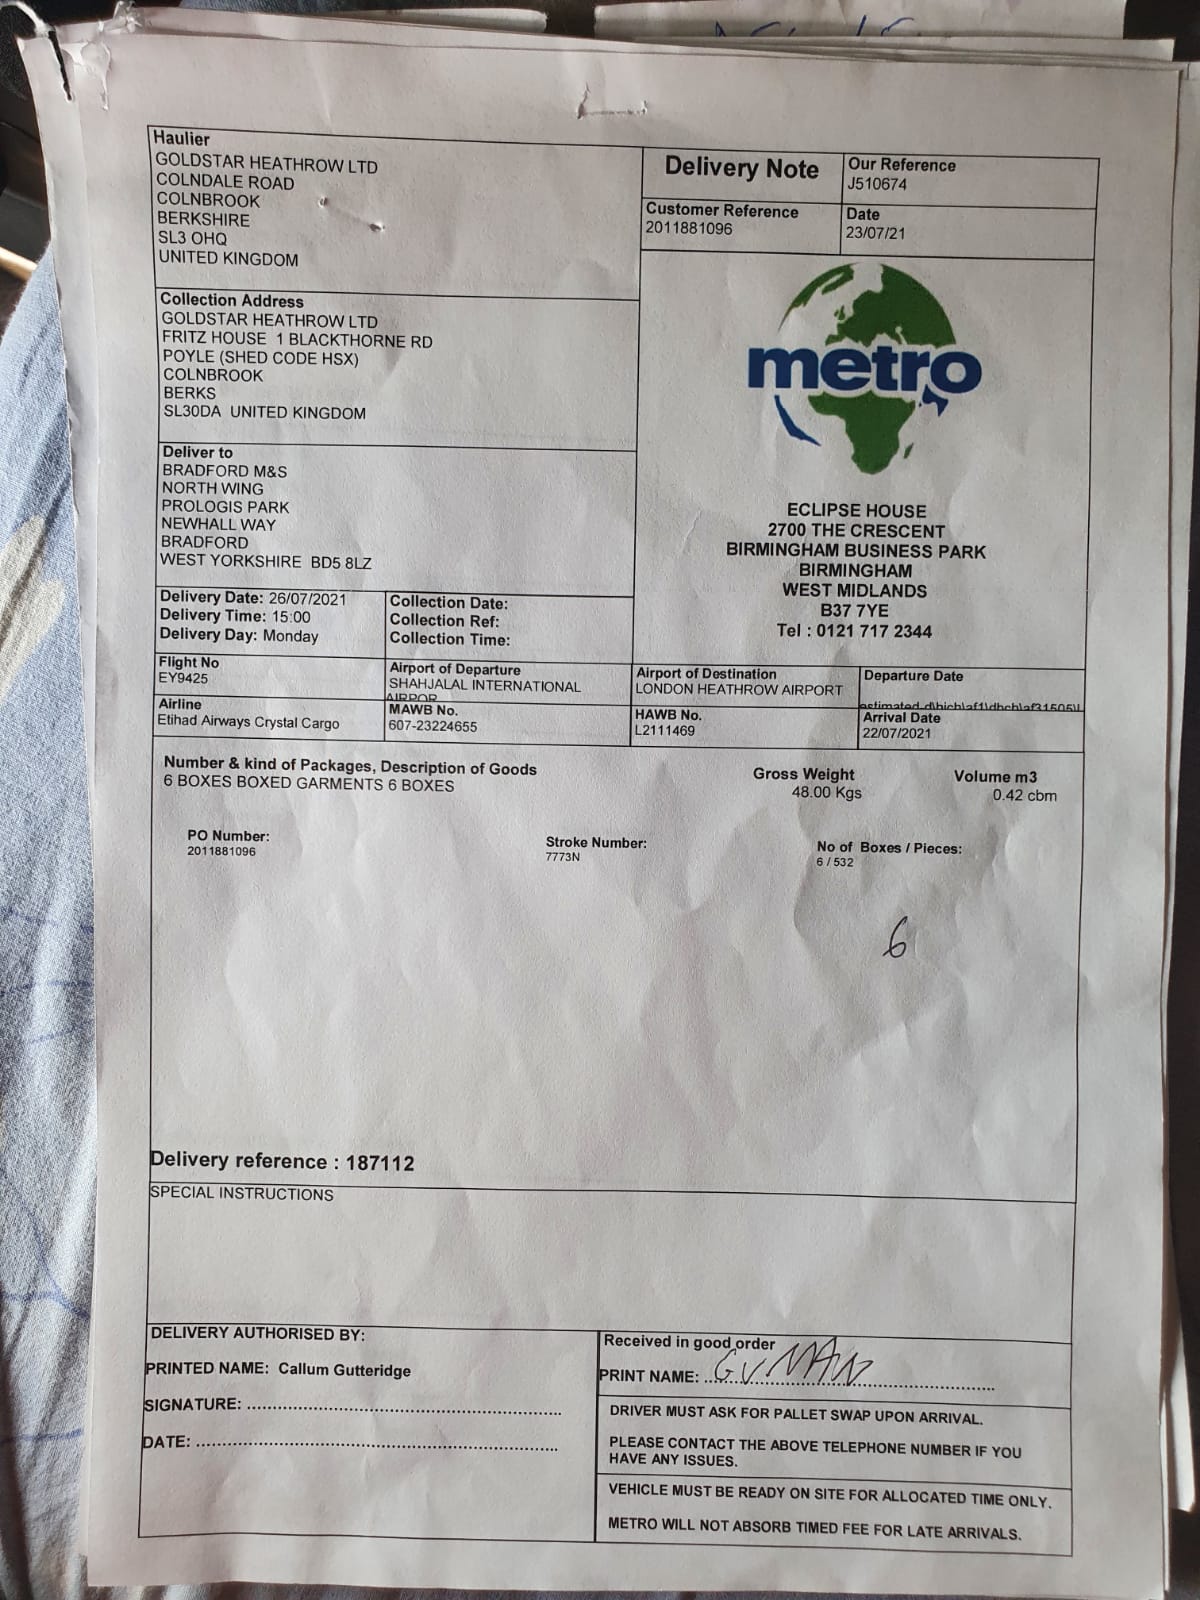 Haulier
GOLDSTAR HEATHROW LTD
COLNDALE ROAD
COLNBROOK
BERKSHIRE
SL3 OHQ
UNITED KINGDOM
Delivery Note
Our Reference
J510674
Customer Reference
2011881096
Date
23/07/21
Collection Address
GOLDSTAR HEATHROW LTD
FRITZ HOUSE 1 BLACKTHORNE RD
POYLE (SHED CODE HSX)
COLNBROOK
BERKS
SL30DA UNITED KINGDOM
metro
Deliver to
BRADFORD M&S
NORTH WING
PROLOGIS PARK
NEWHALL WAY
BRADFORD
WEST YORKSHIRE BD5 8LZ
ECLIPSE HOUSE
2700 THE CRESCENT
BIRMINGHAM BUSINESS PARK
BIRMINGHAM
WEST MIDLANDS
B37 7YE
Tel : 0121 717 2344
Delivery Date: 26/07/2021
Delivery Time: 15:00
Delivery Day: Monday
Collection Date:
Collection Ref:
Collection Time:
Flight No
EY9425
Airport of Departure
SHAHJALAL INTERNATIONAL
AIRPOR
Airport of Destination
LONDON HEATHROW AIRPORT
Departure Date
Airline
Etihad Airways Crystal Cargo
MAWB No.
607-23224655
HAWB No.
L2111469
Arrival Date
22/07/2021
Number & kind of Packages, Description of Goods
6 BOXES BOXED GARMENTS 6 BOXES
Gross Weight
48.00 Kgs
Volume m3
0.42 cbm
PO Number:
2011881096
Stroke Number:
7773N
No of Boxes / Pieces:
6 / 532
6
Delivery reference : 187112
SPECIAL INSTRUCTIONS
DELIVERY AUTHORISED BY:
PRINTED NAME: Callum Gutteridge
SIGNATURE: ................................................
DATE: ................................................
Received in good order
PRINT NAME: .. GUMAN ................
DRIVER MUST ASK FOR PALLET SWAP UPON ARRIVAL.
PLEASE CONTACT THE ABOVE TELEPHONE NUMBER IF YOU
HAVE ANY ISSUES.
VEHICLE MUST BE READY ON SITE FOR ALLOCATED TIME ONLY.
METRO WILL NOT ABSORB TIMED FEE FOR LATE ARRIVALS.